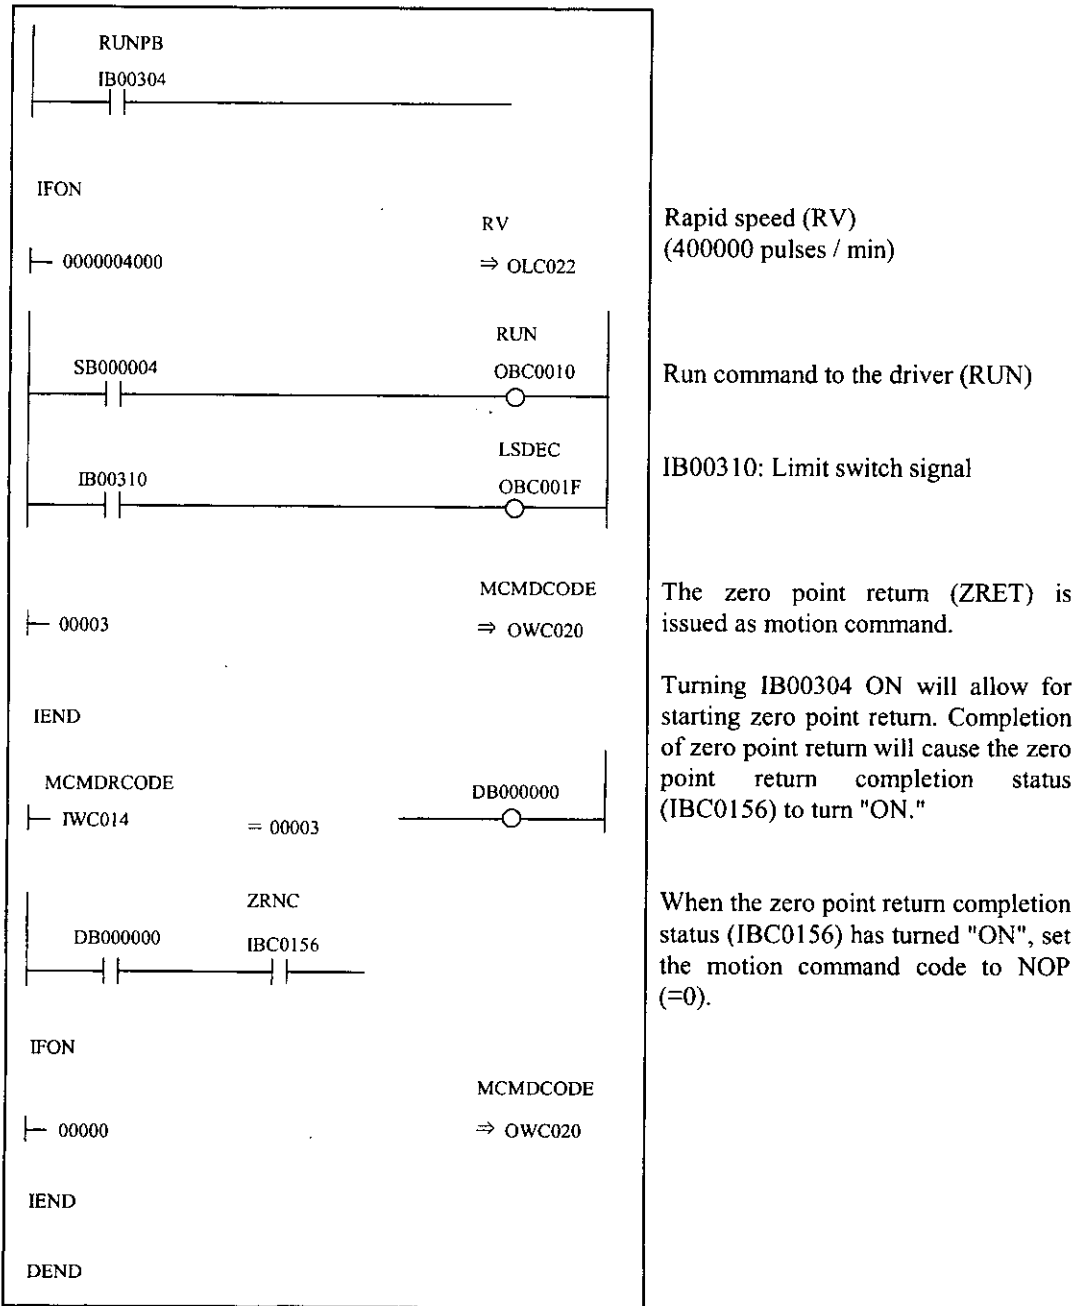 RUNPB
IB00304
IFON
RV
0000004000 ⇒ OLC022
Rapid speed (RV)
(400000 pulses / min)
RUN
SB000004 OBC0010
Run command to the driver (RUN)
LSDEC
IB00310 OBC001F
IB00310: Limit switch signal
MCMDCODE
00003 ⇒ OWC020
The zero point return (ZRET) is
issued as motion command.
Turning IB00304 ON will allow for
starting zero point return. Completion
of zero point return will cause the zero
point return completion status
(IBC0156) to turn "ON."
IEND
MCMDRCODE DB000000
IWC014 = 00003
ZRNC
DB000000 IBC0156
When the zero point return completion
status (IBC0156) has turned "ON", set
the motion command code to NOP
(=0).
IFON
MCMDCODE
00000 ⇒ OWC020
IEND
DEND